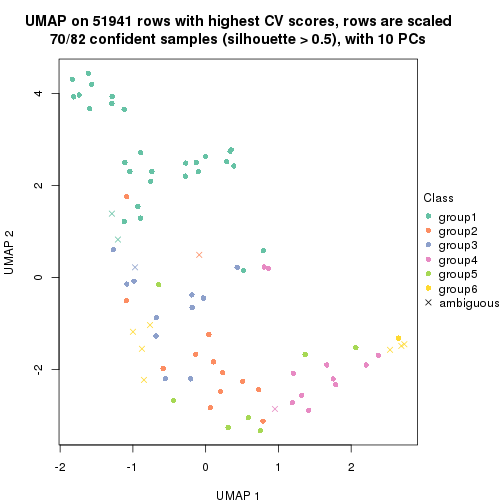 UMAP on 51941 rows with highest CV scores, rows are scaled
70/82 confident samples (silhouette > 0.5), with 10 PCs
4
2
0
-2
UMAP 2
-2
-1
0
1
2
UMAP 1
Class
group1
group2
group3
group4
group5
group6
ambiguous